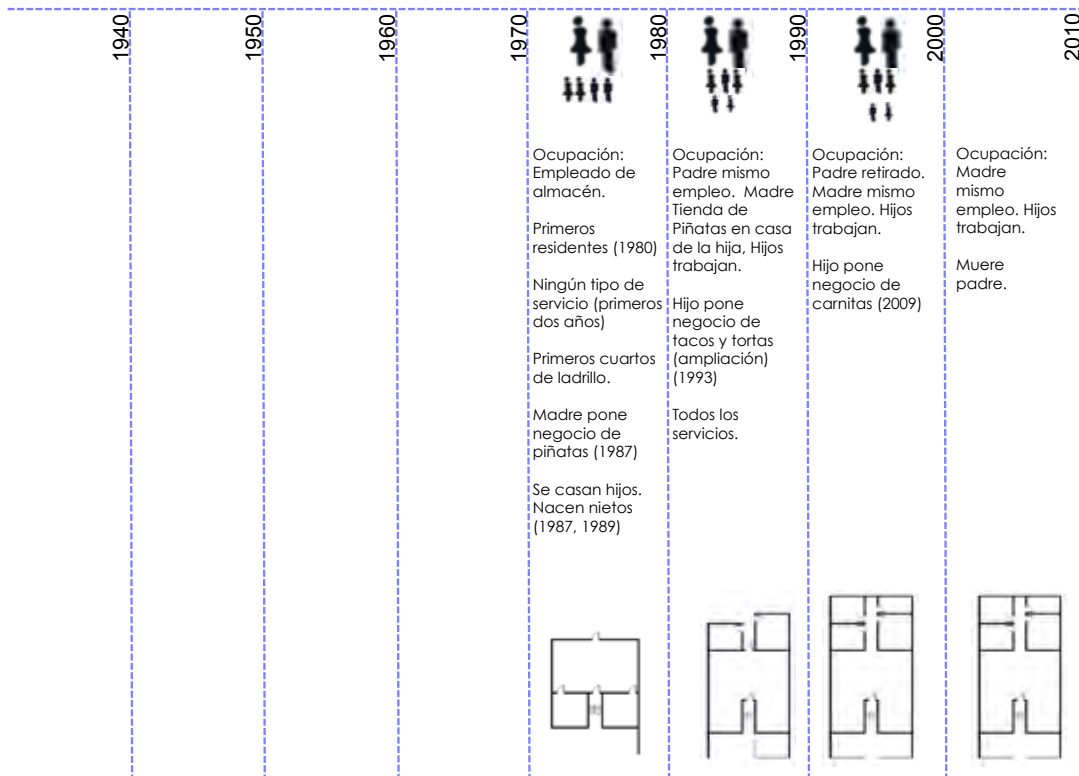 1940
1950
1960
1970
1980
1990
2000
2010
Ocupación:
Empleado de
almacén.
Primeros
residentes (1980)
Ningún tipo de
servicio (primeros
dos años)
Primeros cuartos
de ladrillo.
Madre pone
negocio de
piñatas (1987)
Se casan hijos.
Nacen nietos
(1987, 1989)
Ocupación:
Padre mismo
empleo. Madre
Tienda de
Piñatas en casa
de la hija, Hijos
trabajan.
Hijo pone
negocio de
tacos y tortas
(ampliación)
(1993)
Todos los
servicios.
Ocupación:
Padre retirado.
Madre mismo
empleo. Hijos
trabajan.
Hijo pone
negocio de
carnitas (2009)
Ocupación:
Madre
mismo
empleo. Hijos
trabajan.
Muere
padre.